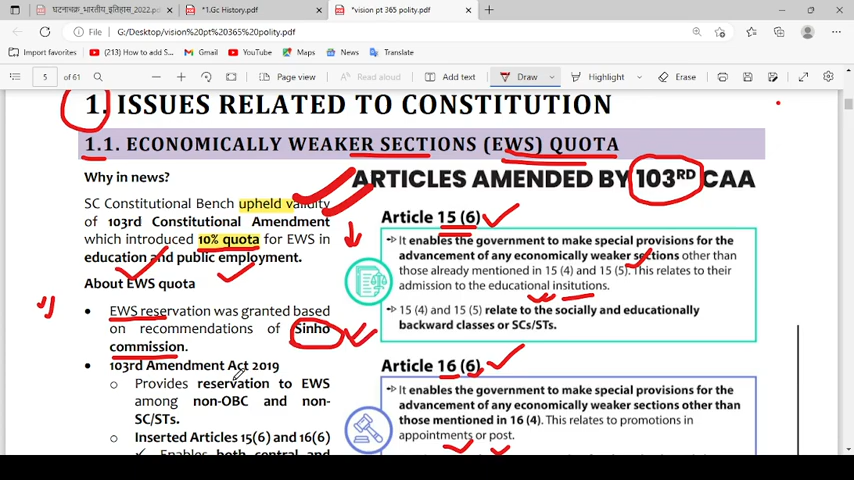 घटनाचक्र_भारतीय_इतिहास_2022.pd
*1.Gc History.pdf
*vision pt 365 polity.pdf
File
G:/Desktop/vision%20pt%20365%20polity.pdf
Import favorites
(213) How to add S...
Gmail
YouTube
Maps
News
Translate
5 of 61
Page view
Read aloud
Add text
Draw
Highlight
Erase
1. ISSUES RELATED TO CONSTITUTION
1.1. ECONOMICALLY WEAKER SECTIONS (EWS) QUOTA
Why in news?
SC Constitutional Bench upheld validity
of 103rd Constitutional Amendment
which introduced 10% quota for EWS in
education and public employment.
About EWS quota
EWS reservation was granted based
on recommendations of Sinho
commission.
103rd Amendment Act 2019
Provides reservation to EWS
among non-OBC and non-
SC/STs.
Inserted Articles 15(6) and 16(6)
✓ Enables both central and
ARTICLES AMENDED BY 103RD CAA
Article 15 (6)
It enables the government to make special provisions for the
advancement of any economically weaker sections other than
those already mentioned in 15 (4) and 15 (5). This relates to their
admission to the educational insitutions.
15 (4) and 15 (5) relate to the socially and educationally
backward classes or SCs/STs.
Article 16 (6)
It enables the government to make special provisions for the
advancement of any economically weaker sections other than
those mentioned in 16 (4). This relates to promotions in
appointments or post.